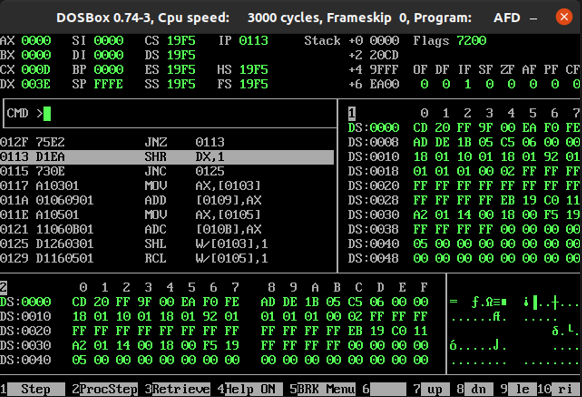 DOSBox 0.74-3, Cpu speed: 3000 cycles, Frameskip 0, Program: AFD
AX 0000 SI 0000 CS 19F5 IP 0113 Stack +0 0000 Flags 7200
BX 0000 DI 0000 DS 19F5 +2 20CD
CX 000D BP 0000 ES 19F5 HS 19F5 +4 9FFF OF DF IF SF ZF AF PF CF
DX 003E SP FFFE SS 19F5 FS 19F5 +6 EA00 0 0 1 0 0 0 0 0
CMD >
1 0 1 2 3 4 5 6 7
DS:0000 CD 20 FF 9F 00 EA F0 FE
012F 75E2 JNZ 0113 DS:0008 AD DE 1B 05 C5 06 00 00
0113 D1EA SHR DX,1 DS:0010 18 01 10 01 18 01 92 01
0115 730E JNC 0125 DS:0018 01 01 01 00 02 FF FF FF
0117 A10301 MOV AX,[0103] DS:0020 FF FF FF FF FF FF FF FF
011A 01060901 ADD [0109],AX DS:0028 FF FF FF FF EB 19 C0 11
011E A10501 MOV AX,[0105] DS:0030 A2 01 14 00 18 00 F5 19
0121 11060B01 ADC [010B],AX DS:0038 FF FF FF FF 00 00 00 00
0125 D1260301 SHL W/[0103],1 DS:0040 05 00 00 00 00 00 00 00
0129 D1160501 RCL W/[0105],1 DS:0048 00 00 00 00 00 00 00 00
2 0 1 2 3 4 5 6 7 8 9 A B C D E F
DS:0000 CD 20 FF 9F 00 EA F0 FE AD DE 1B 05 C5 06 00 00
DS:0010 18 01 10 01 18 01 92 01 01 01 01 00 02 FF FF FF
DS:0020 FF FF FF FF FF FF FF FF FF FF FF FF EB 19 C0 11
DS:0030 A2 01 14 00 18 00 F5 19 FF FF FF FF 00 00 00 00
DS:0040 05 00 00 00 00 00 00 00 00 00 00 00 00 00 00 00
1 Step 2ProcStep 3Retrieve 4Help ON 5BRK Menu 6 7 up 8 dn 9 le 10 ri